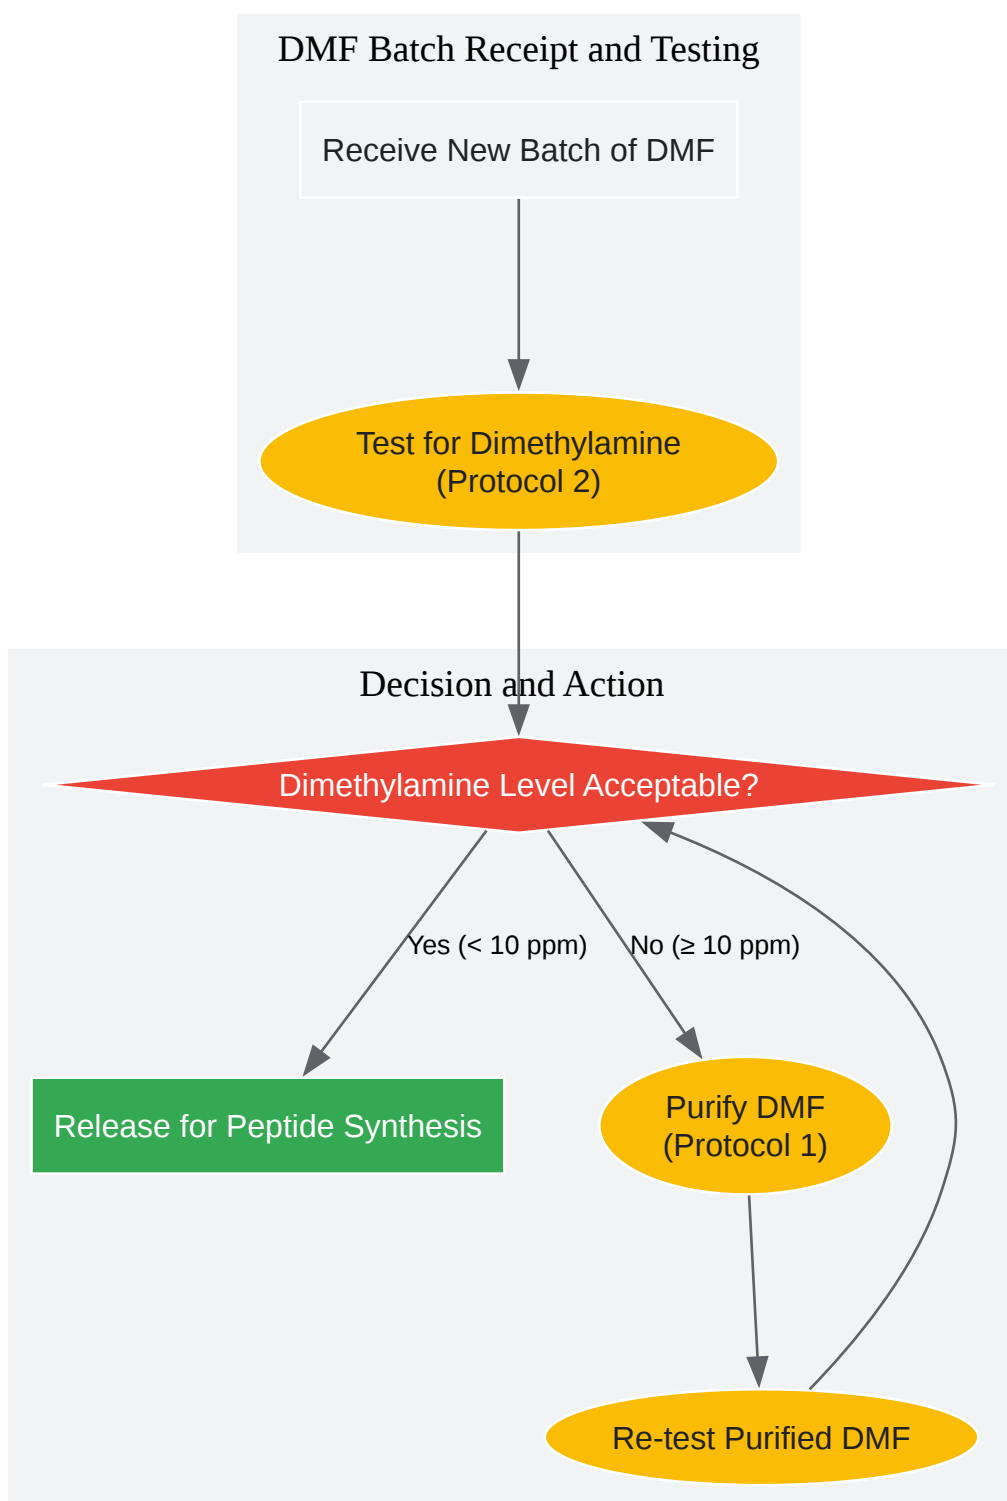 DMF Batch Receipt and Testing
Receive New Batch of DMF
Test for Dimethylamine
(Protocol 2)
Decision and Action
Dimethylamine Level Acceptable?
Yes (< 10 ppm)
No (≥ 10 ppm)
Release for Peptide Synthesis
Purify DMF
(Protocol 1)
Re-test Purified DMF